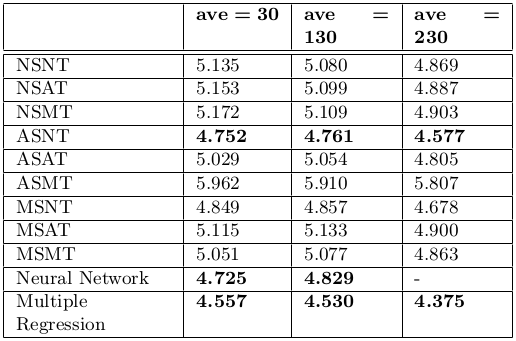 ave = 30 ave = 130 ave = 230
NSNT 5.135 5.080 4.869
NSAT 5.153 5.099 4.887
NSMT 5.172 5.109 4.903
ASNT 4.752 4.761 4.577
ASAT 5.029 5.054 4.805
ASMT 5.962 5.910 5.807
MSNT 4.849 4.857 4.678
MSAT 5.115 5.133 4.900
MSMT 5.051 5.077 4.863
Neural Network 4.725 4.829 -
Multiple Regression 4.557 4.530 4.375